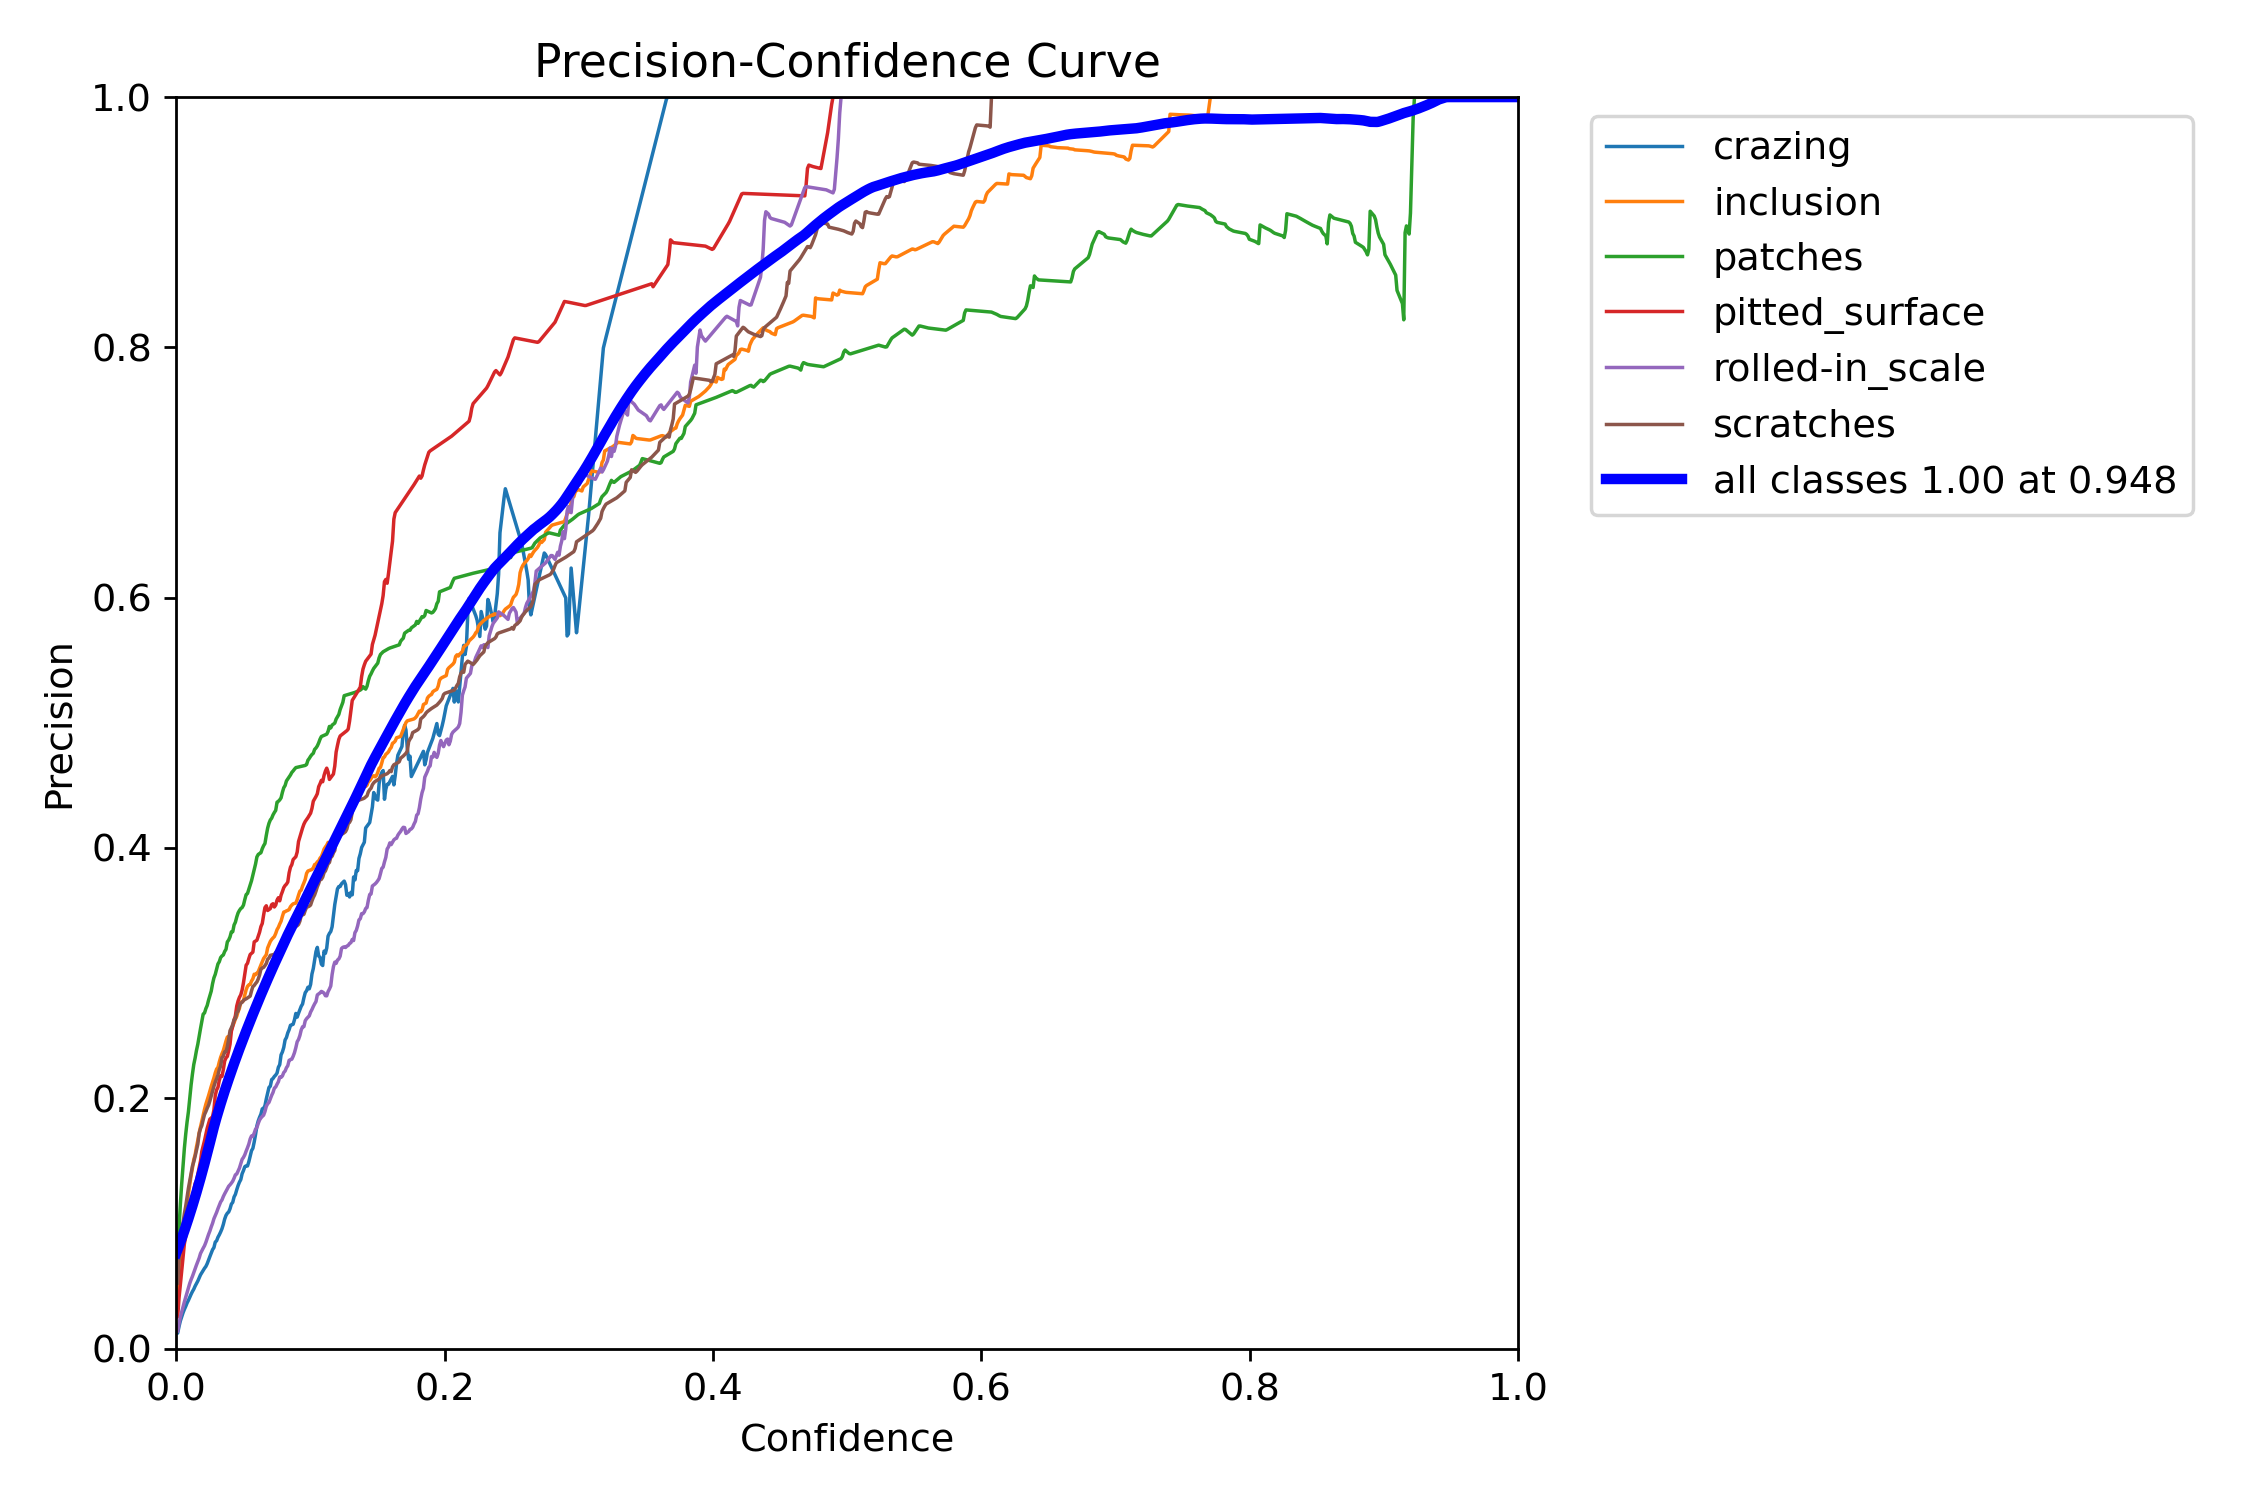 Precision-Confidence Curve
1.0
0.8
0.6
0.4
0.2
0.0
Precision
0.0 0.2 0.4 0.6 0.8 1.0
Confidence
crazing
inclusion
patches
pitted_surface
rolled-in_scale
scratches
all classes 1.00 at 0.948